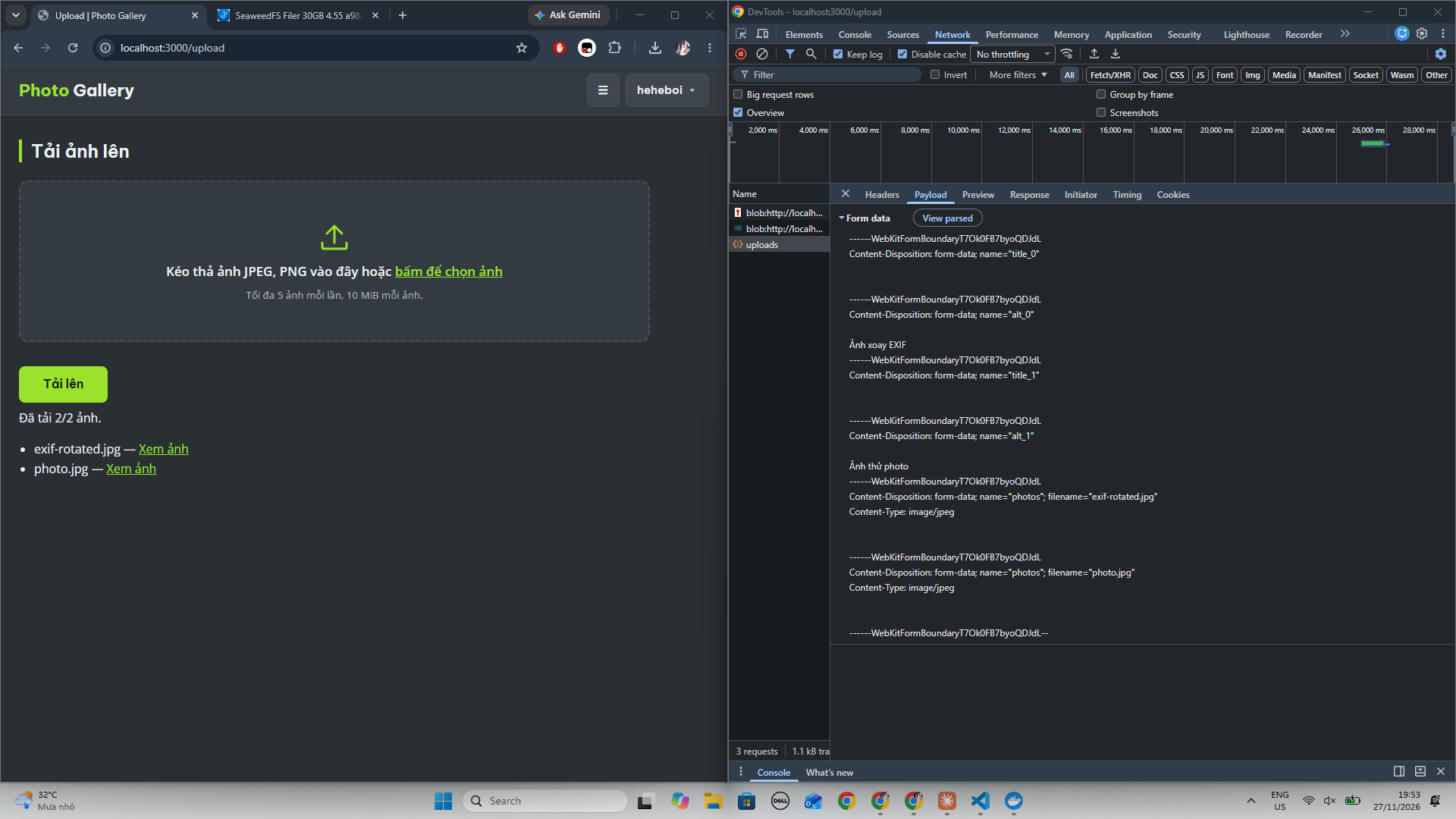 Upload | Photo Gallery
SeaweedFS Filer 30GB 4.55 a98
Ask Gemini
localhost:3000/upload
Photo Gallery
heheboi
Tải ảnh lên
Kéo thả ảnh JPEG, PNG vào đây hoặc bấm để chọn ảnh
Tối đa 5 ảnh mỗi lần, 10 MiB mỗi ảnh.
Tải lên
Đã tải 2/2 ảnh.
exif-rotated.jpg — Xem ảnh
photo.jpg — Xem ảnh
DevTools - localhost:3000/upload
Elements Console Sources Network Performance Memory Application Security Lighthouse Recorder
Keep log Disable cache No throttling
Filter Invert More filters All Fetch/XHR Doc CSS JS Font Img Media Manifest Socket Wasm Other
Big request rows Group by frame
Overview Screenshots
2,000 ms 4,000 ms 6,000 ms 8,000 ms 10,000 ms 12,000 ms 14,000 ms 16,000 ms 18,000 ms 20,000 ms 22,000 ms 24,000 ms 26,000 ms 28,000 ms
Name Headers Payload Preview Response Initiator Timing Cookies
blob:http://localh...
blob:http://localh...
uploads
Form data View parsed
------WebKitFormBoundaryT7Ok0FB7byoQDJdL
Content-Disposition: form-data; name="title_0"
------WebKitFormBoundaryT7Ok0FB7byoQDJdL
Content-Disposition: form-data; name="alt_0"
Ảnh xoay EXIF
------WebKitFormBoundaryT7Ok0FB7byoQDJdL
Content-Disposition: form-data; name="title_1"
------WebKitFormBoundaryT7Ok0FB7byoQDJdL
Content-Disposition: form-data; name="alt_1"
Ảnh thử photo
------WebKitFormBoundaryT7Ok0FB7byoQDJdL
Content-Disposition: form-data; name="photos"; filename="exif-rotated.jpg"
Content-Type: image/jpeg
------WebKitFormBoundaryT7Ok0FB7byoQDJdL
Content-Disposition: form-data; name="photos"; filename="photo.jpg"
Content-Type: image/jpeg
------WebKitFormBoundaryT7Ok0FB7byoQDJdL--
3 requests 1.1 kB tra
Console What's new
32°C
Mưa nhỏ
Search
DELL
ENG
US
19:53
27/11/2026